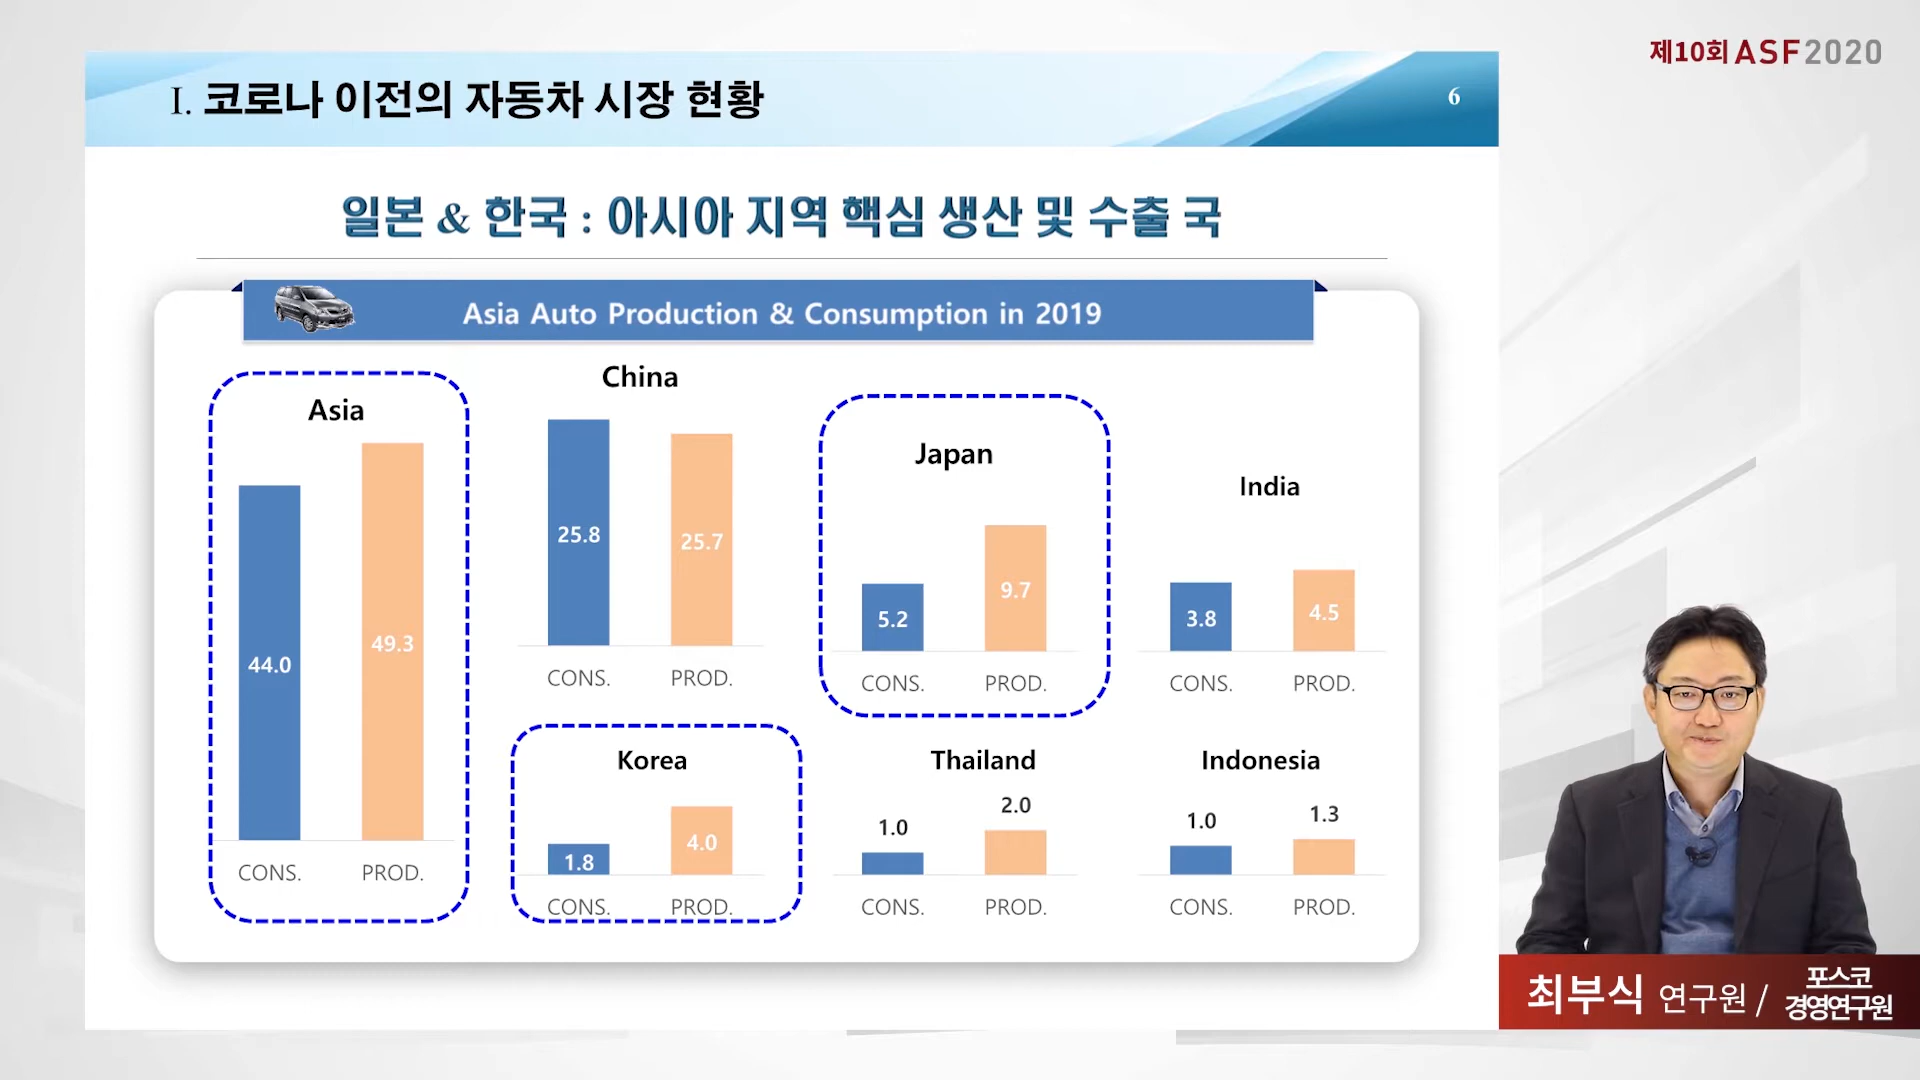 제10회 ASF2020
I. 코로나 이전의 자동차 시장 현황
6
일본 & 한국 : 아시아 지역 핵심 생산 및 수출 국
Asia Auto Production & Consumption in 2019
Asia
44.0
49.3
CONS. PROD.
China
25.8
25.7
CONS. PROD.
Japan
5.2
9.7
CONS. PROD.
India
3.8
4.5
CONS. PROD.
Korea
1.8
4.0
CONS. PROD.
Thailand
1.0
2.0
CONS. PROD.
Indonesia
1.0
1.3
CONS. PROD.
최부식 연구원 / 포스코
경영연구원